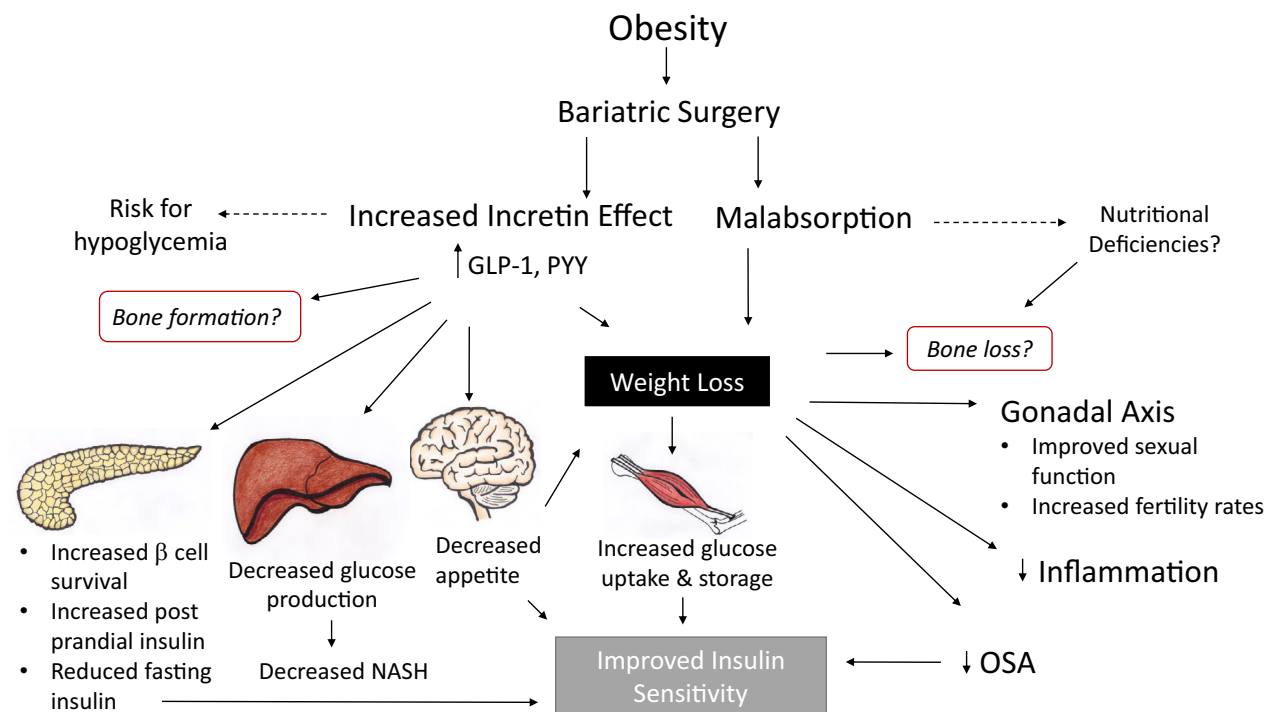 Obesity
Bariatric Surgery
Risk for
hypoglycemia
Increased Incretin Effect
Malabsorption
Nutritional
Deficiencies?
GLP-1, PYY
Bone formation?
Bone loss?
Weight Loss
Gonadal Axis
• Improved sexual
function
• Increased fertility rates
• Increased β cell
survival
• Increased post
prandial insulin
• Reduced fasting
insulin
Decreased glucose
production
Decreased NASH
Decreased
appetite
Increased glucose
uptake & storage
↓ Inflammation
Improved Insulin
Sensitivity
↓ OSA